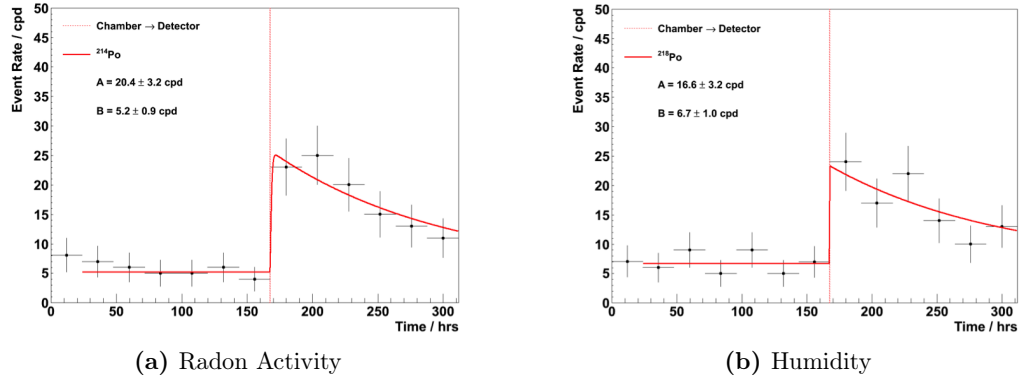 Event Rate / cpd
50
45
40
35
30
25
20
15
10
5
0
Chamber → Detector
²¹⁴Po
A = 20.4 ± 3.2 cpd
B = 5.2 ± 0.9 cpd
0 50 100 150 200 250 300
Time / hrs
(a) Radon Activity
Event Rate / cpd
50
45
40
35
30
25
20
15
10
5
0
Chamber → Detector
²¹⁸Po
A = 16.6 ± 3.2 cpd
B = 6.7 ± 1.0 cpd
0 50 100 150 200 250 300
Time / hrs
(b) Humidity